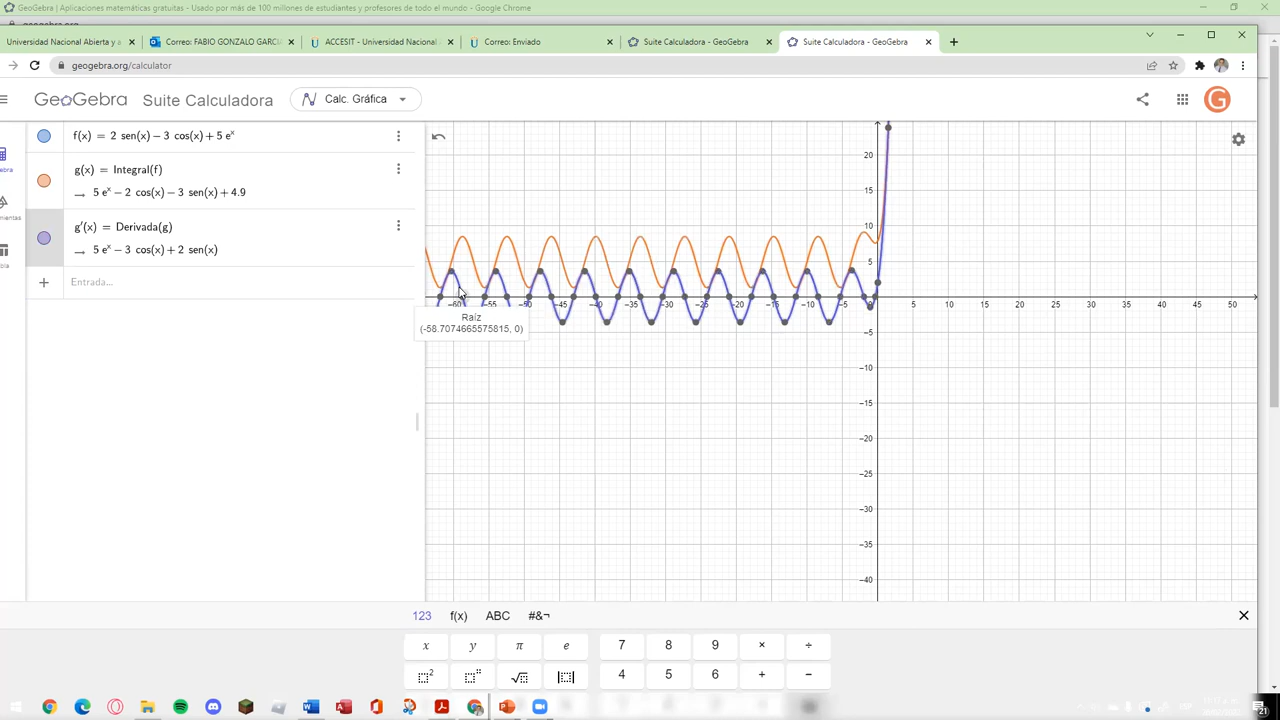 GeoGebra | Aplicaciones matemáticas gratuitas - Usado por más de 100 millones de estudiantes y profesores de todo el mundo - Google Chrome
geogebra.org
Universidad Nacional Abierta y a Correo: FABIO GONZALO GARCI ACCESIT - Universidad Nacional Correo: Enviado Suite Calculadora - GeoGebra Suite Calculadora - GeoGebra
geogebra.org/calculator
GeoGebra Suite Calculadora Calc. Gráfica G
f(x) = 2 sen(x) − 3 cos(x) + 5 eˣ
g(x) = Integral(f)
→ 5 eˣ − 2 cos(x) − 3 sen(x) + 4.9
g′(x) = Derivada(g)
→ 5 eˣ − 3 cos(x) + 2 sen(x)
Entrada...
20
15
10
5
−60 −55 −50 −45 −40 −35 −30 −25 −20 −15 −10 −5 0 5 10 15 20 25 30 35 40 45 50
−5
−10
−15
−20
−25
−30
−35
−40
Raíz
(-58.7074665575815, 0)
123 f(x) ABC #&¬
x y π e 7 8 9 × ÷
4 5 6 + −
21